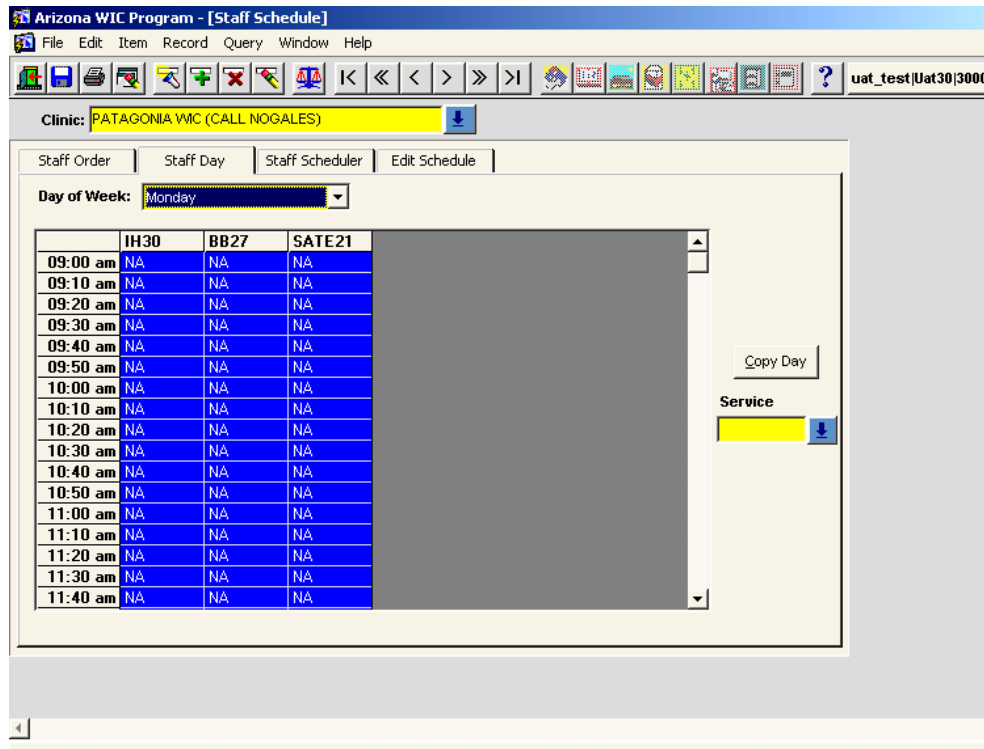 Arizona WIC Program - [Staff Schedule]
File Edit Item Record Query Window Help
? uat_test|Uat30|3000
Clinic: PATAGONIA WIC (CALL NOGALES)
Staff Order Staff Day Staff Scheduler Edit Schedule
Day of Week: Monday
IH30 BB27 SATE21
09:00 am NA NA NA
09:10 am NA NA NA
09:20 am NA NA NA
09:30 am NA NA NA
09:40 am NA NA NA
09:50 am NA NA NA
Copy Day
10:00 am NA NA NA
10:10 am NA NA NA
Service
10:20 am NA NA NA
10:30 am NA NA NA
10:40 am NA NA NA
10:50 am NA NA NA
11:00 am NA NA NA
11:10 am NA NA NA
11:20 am NA NA NA
11:30 am NA NA NA
11:40 am NA NA NA